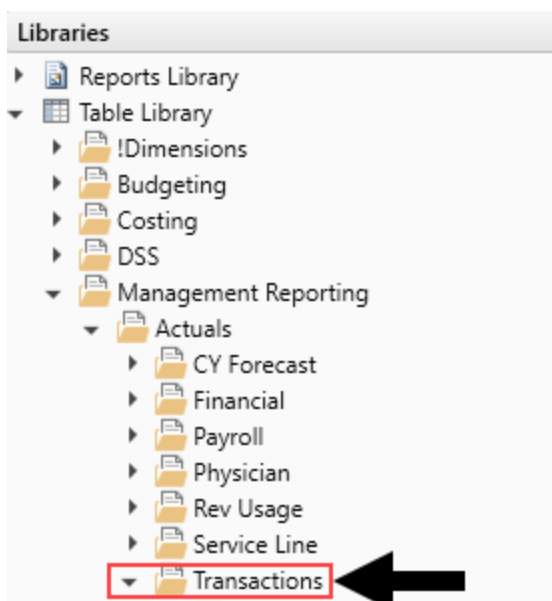 Libraries
Reports Library
Table Library
!Dimensions
Budgeting
Costing
DSS
Management Reporting
Actuals
CY Forecast
Financial
Payroll
Physician
Rev Usage
Service Line
Transactions